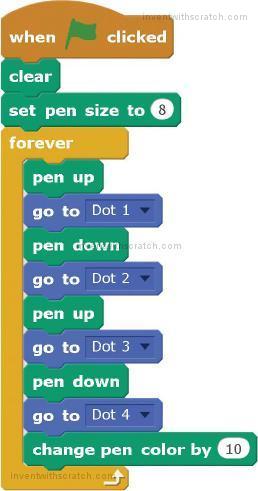 inventwithscratch.com
when clicked
clear
set pen size to 8
forever
pen up
go to Dot 1
pen down
inventwithscratch.com
go to Dot 2
pen up
go to Dot 3
pen down
go to Dot 4
change pen color by 10
inventwithscratch.com